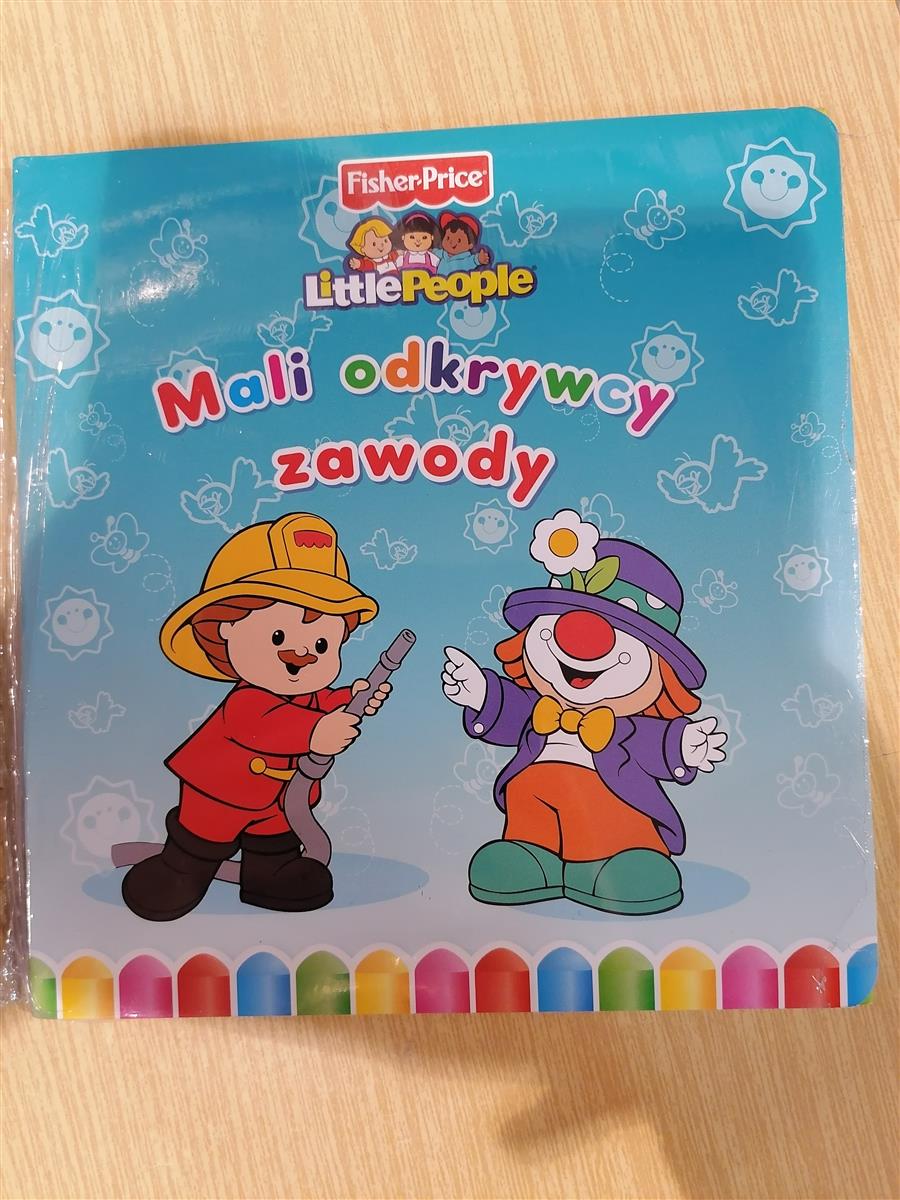 Fisher-Price
LittlePeople
Mali odkrywcy
zawody